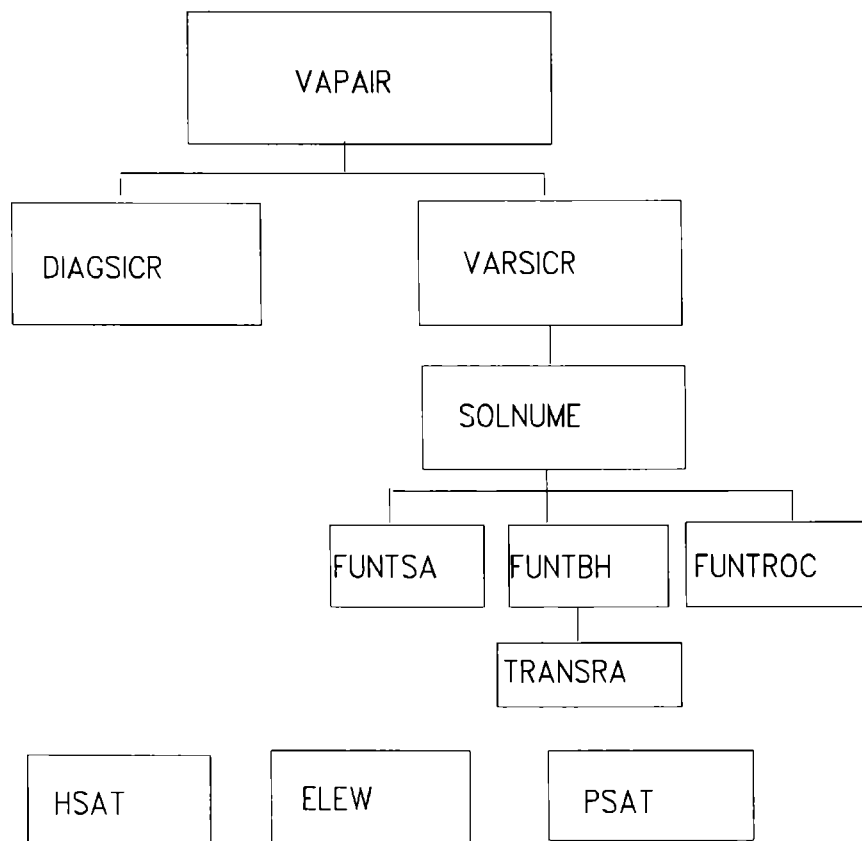 VAPAIR
DIAGSICR
VARSICR
SOLNUME
FUNTSA
FUNTBH
FUNTROC
TRANSRA
HSAT
ELEW
PSAT